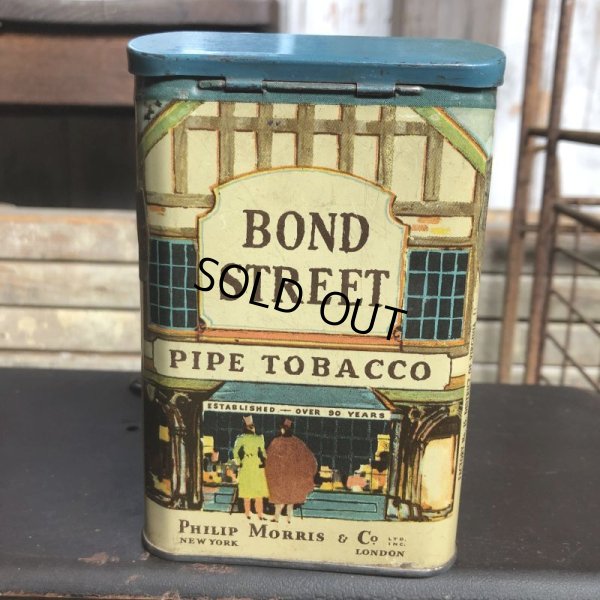 BOND
STREET
SOLD OUT
PIPE TOBACCO
ESTABLISHED — OVER 90 YEARS
PHILIP MORRIS & CO LTD. INC.
NEW YORK LONDON